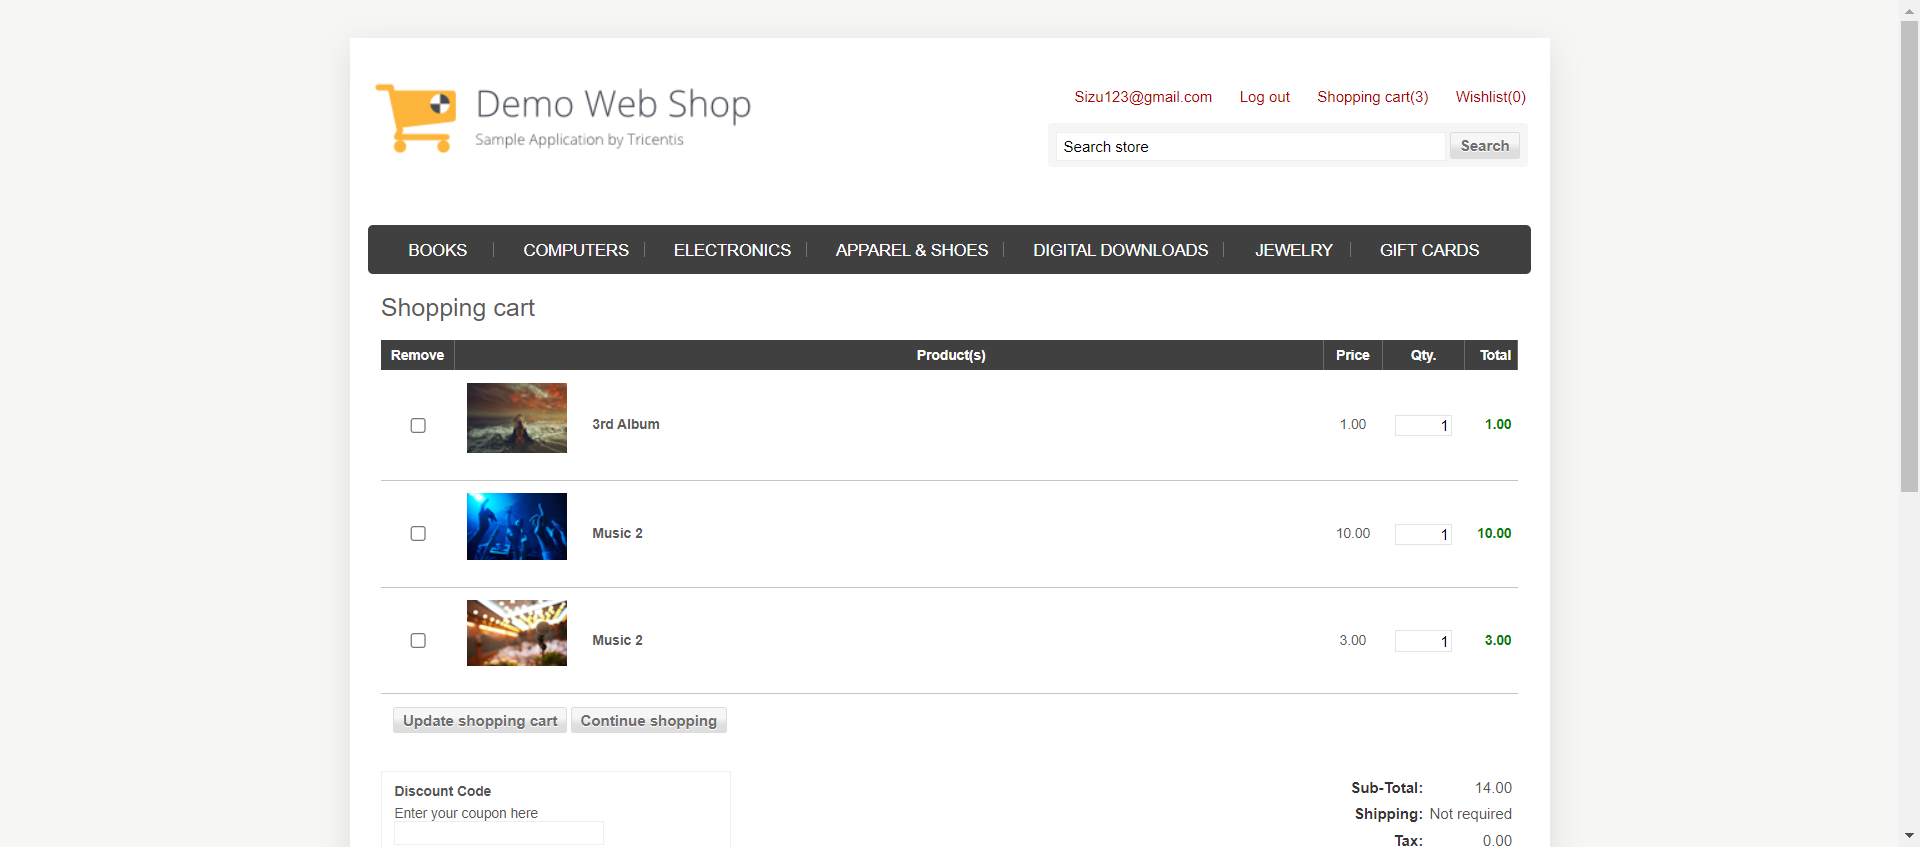 Demo Web Shop
Sample Application by Tricentis
Sizu123@gmail.com Log out Shopping cart(3) Wishlist(0)
Search store Search
BOOKS COMPUTERS ELECTRONICS APPAREL & SHOES DIGITAL DOWNLOADS JEWELRY GIFT CARDS
Shopping cart
Remove Product(s) Price Qty. Total
3rd Album 1.00 1 1.00
Music 2 10.00 1 10.00
Music 2 3.00 1 3.00
Update shopping cart Continue shopping
Discount Code
Enter your coupon here
Sub-Total: 14.00
Shipping: Not required
Tax: 0.00